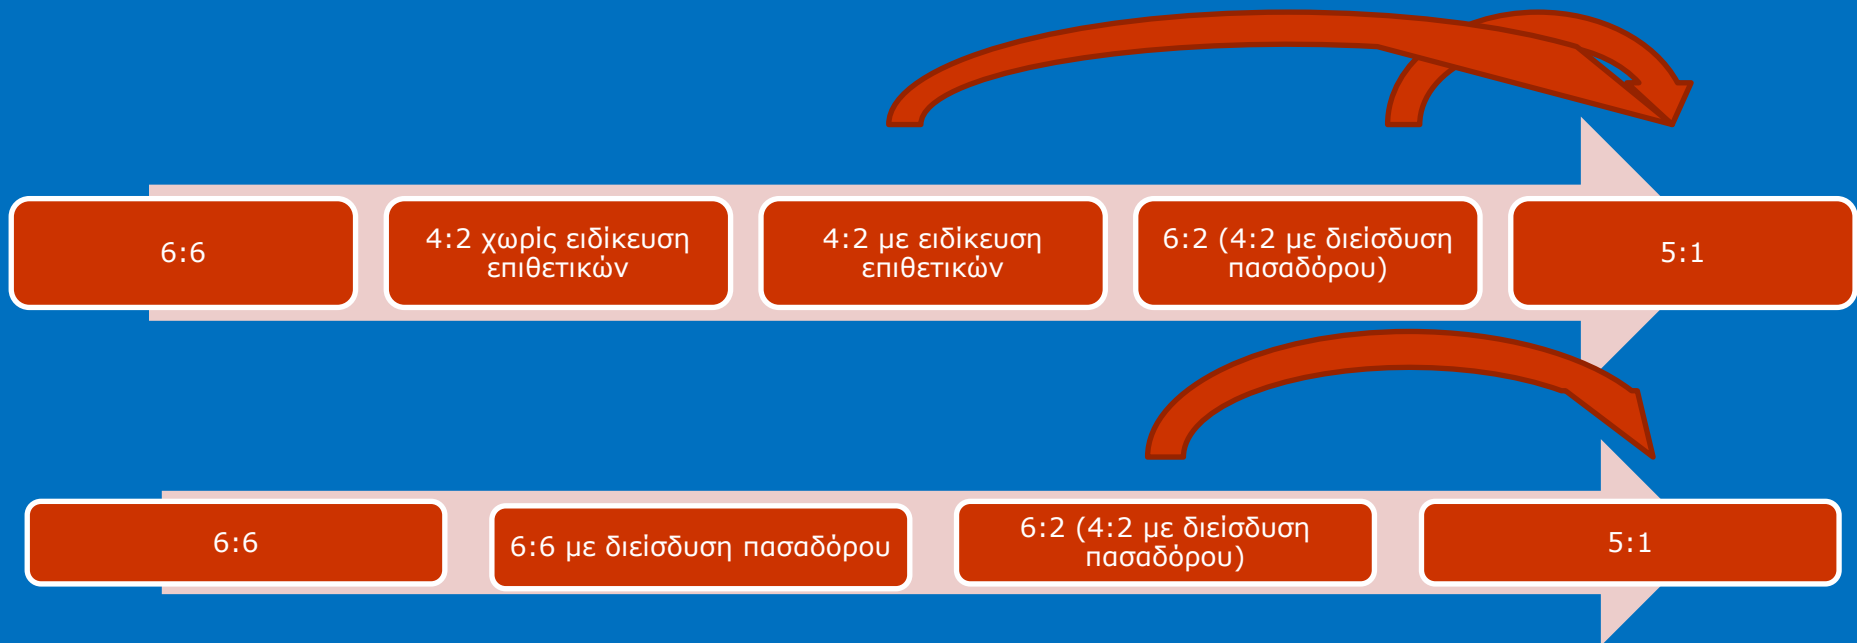 6:6
4:2 χωρίς ειδίκευση
επιθετικών
4:2 με ειδίκευση
επιθετικών
6:2 (4:2 με διείσδυση
πασαδόρου)
5:1
6:6
6:6 με διείσδυση πασαδόρου
6:2 (4:2 με διείσδυση
πασαδόρου)
5:1